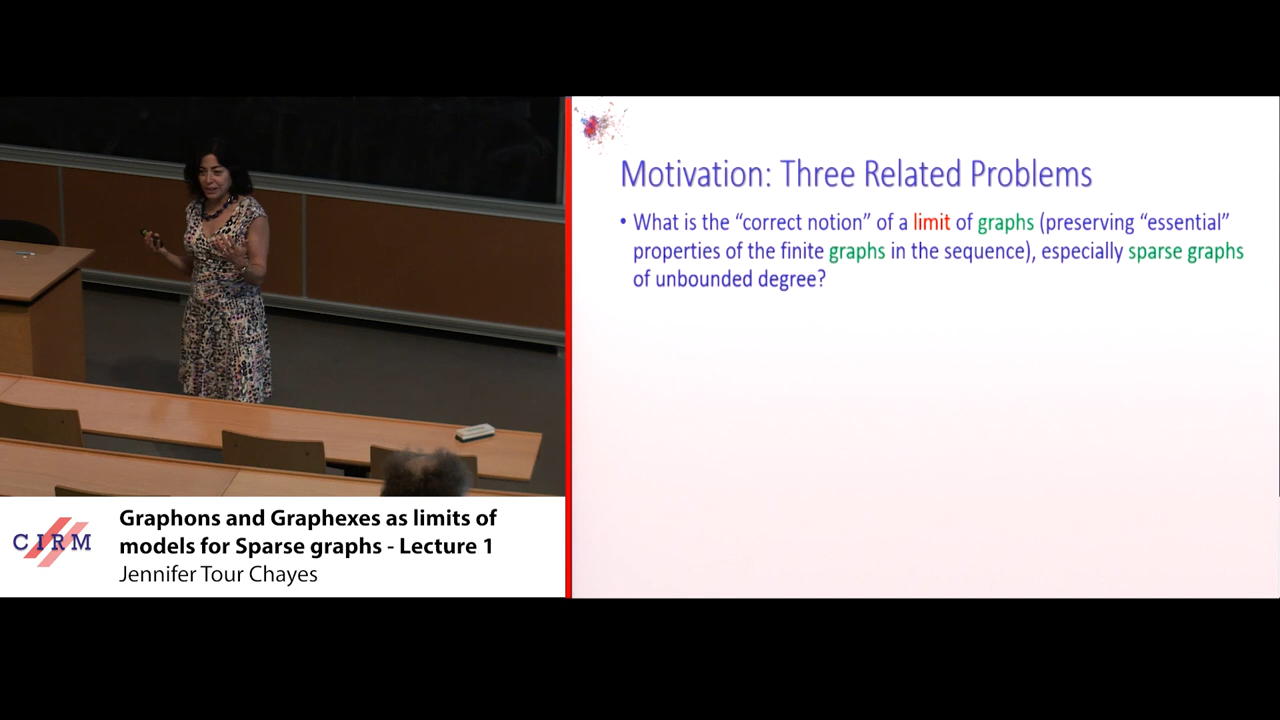 Motivation: Three Related Problems
• What is the “correct notion” of a limit of graphs (preserving “essential”
properties of the finite graphs in the sequence), especially sparse graphs
of unbounded degree?
CIRM
Graphons and Graphexes as limits of
models for Sparse graphs - Lecture 1
Jennifer Tour Chayes